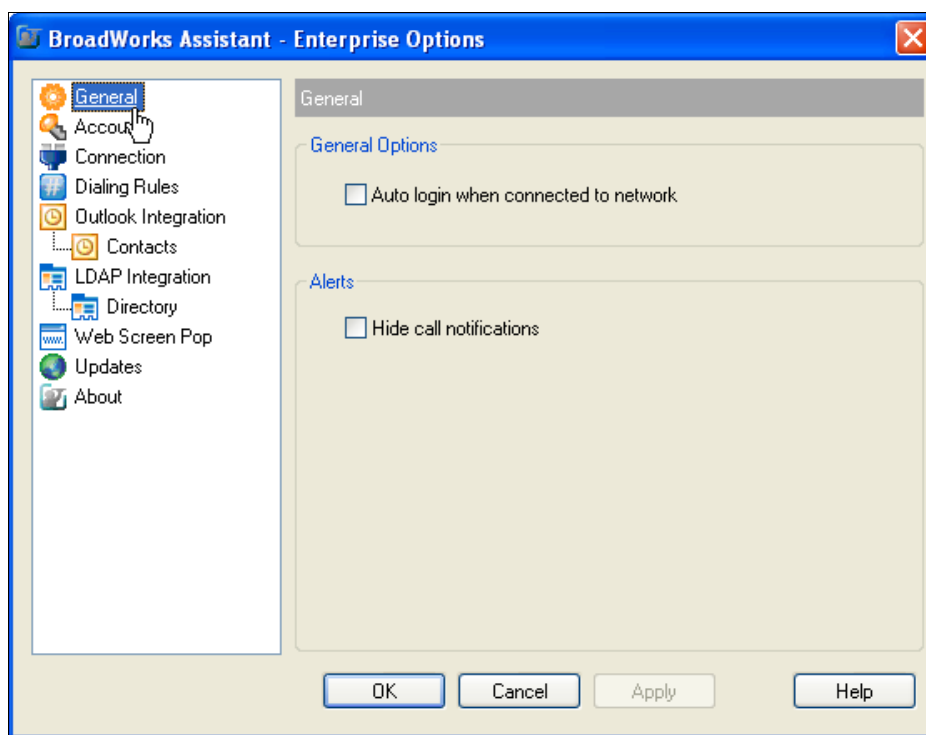 BroadWorks Assistant - Enterprise Options
General
Connection
Dialing Rules
Outlook Integration
Contacts
LDAP Integration
Directory
Web Screen Pop
Updates
About
General
General Options
Auto login when connected to network
Alerts
Hide call notifications
OK
Cancel
Apply
Help